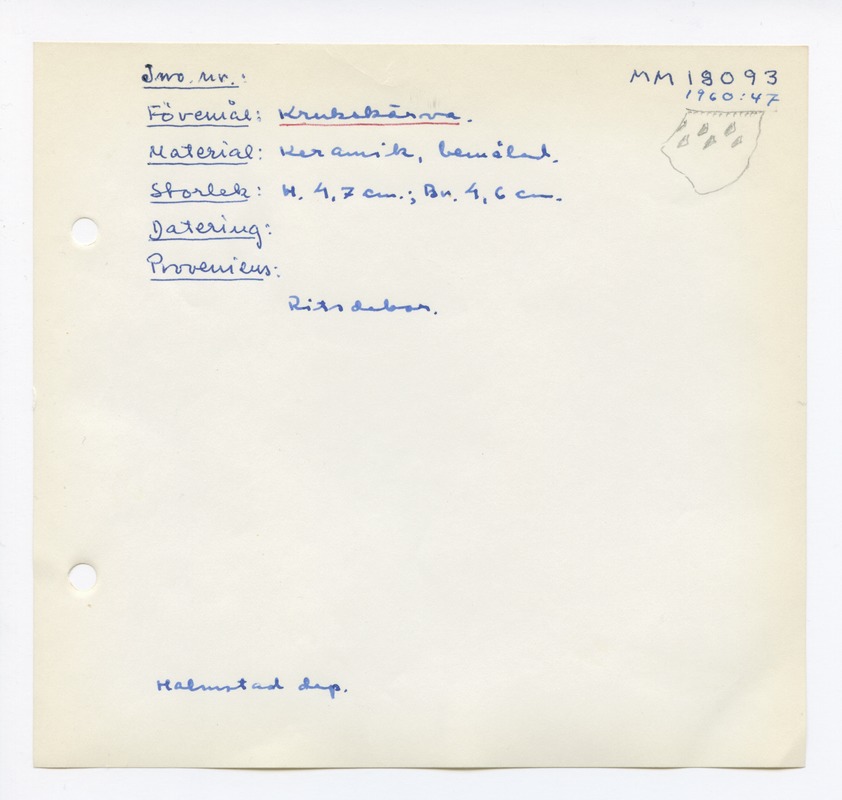 Inv. nr.: MM 18093
1960:47
Föremål: Krukskärva.
Material: Keramik, bemålad.
Storlek: H. 4,7 cm.; Br. 4,6 cm.
Datering:
Proveniens:
Halmstad dep.